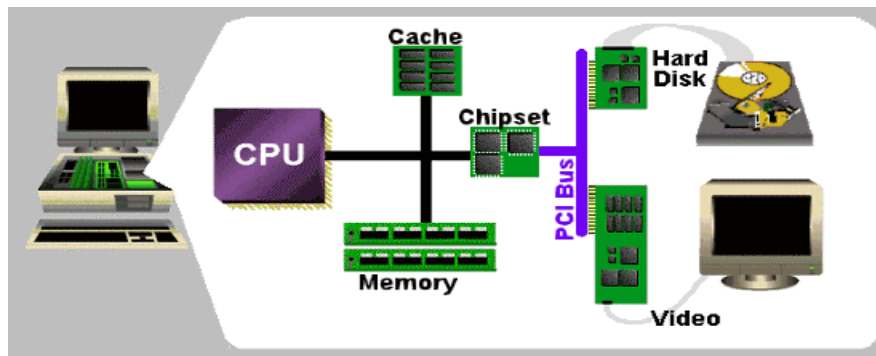 Cache
Hard
Disk
Chipset
CPU
PCI Bus
Memory
Video